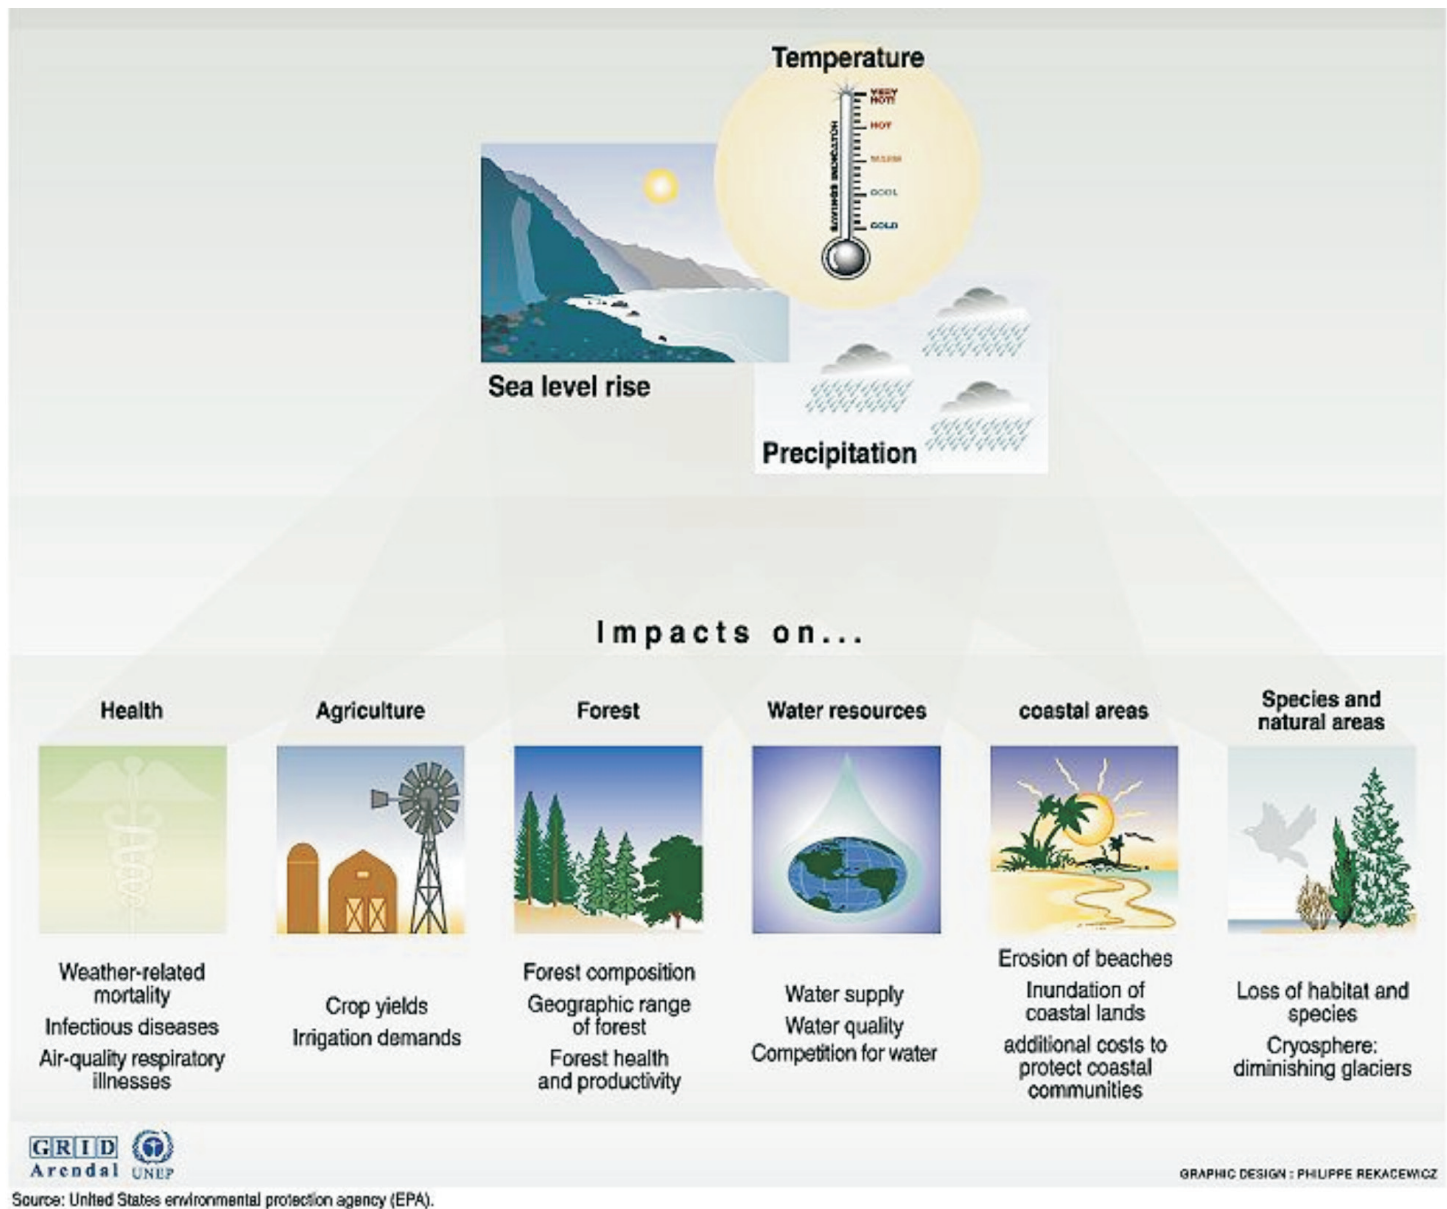 Temperature
VERY
HOT!
HOT
WARM
COOL
COLD
Sea level rise
Precipitation
Impacts on...
Health
Agriculture
Forest
Water resources
coastal areas
Species and
natural areas
Weather-related
mortality
Infectious diseases
Air-quality respiratory
illnesses
Crop yields
Irrigation demands
Forest composition
Geographic range
of forest
Forest health
and productivity
Water supply
Water quality
Competition for water
Erosion of beaches
Inundation of
coastal lands
additional costs to
protect coastal
communities
Loss of habitat and
species
Cryosphere:
diminishing glaciers
GRID
Arendal
UNEP
GRAPHIC DESIGN : PHILIPPE REKACEWICZ
Source: United States environmental protection agency (EPA).